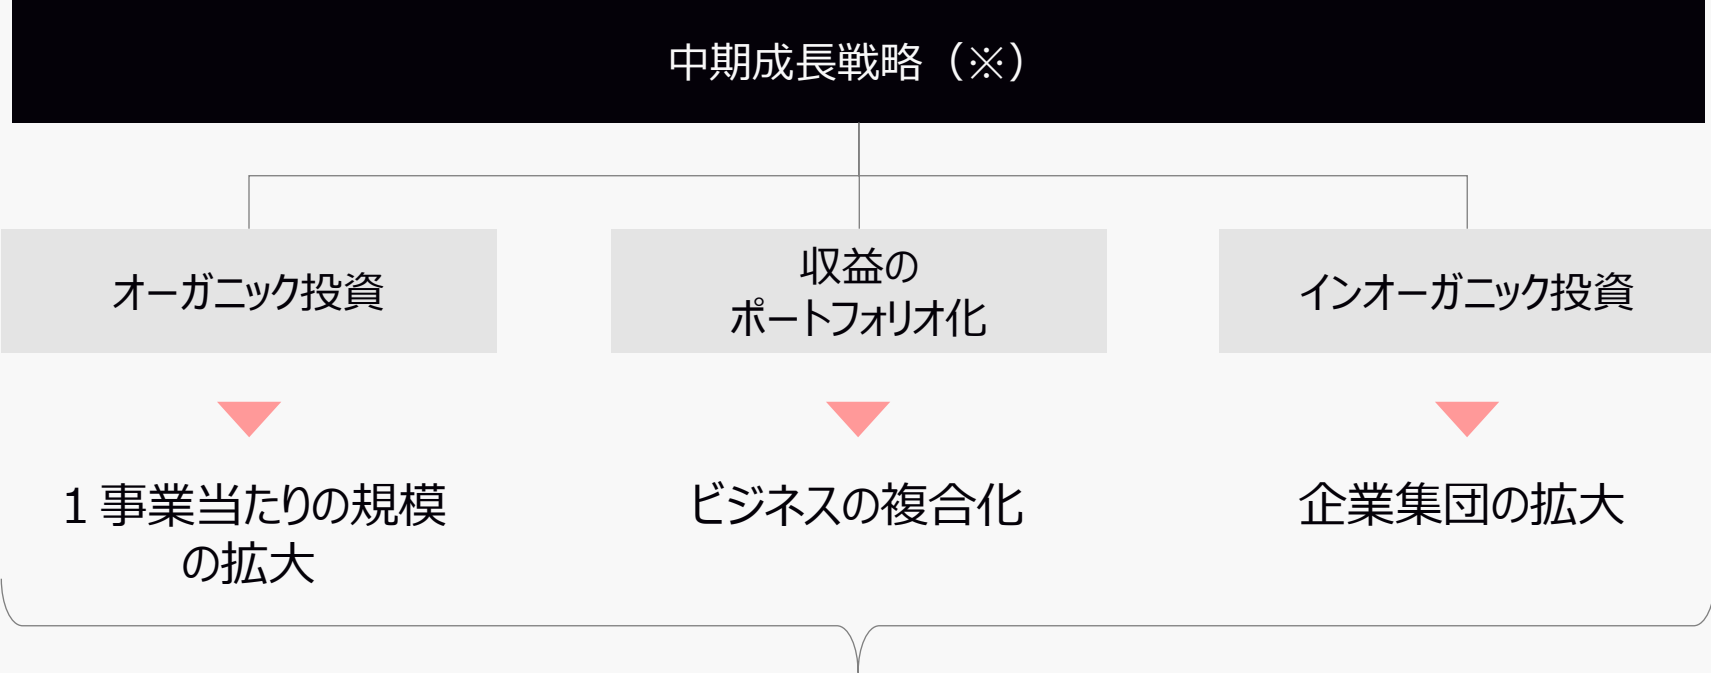 中期成長戦略（※）
オーガニック投資
収益の
ポートフォリオ化
インオーガニック投資
1 事業当たりの規模
の拡大
ビジネスの複合化
企業集団の拡大